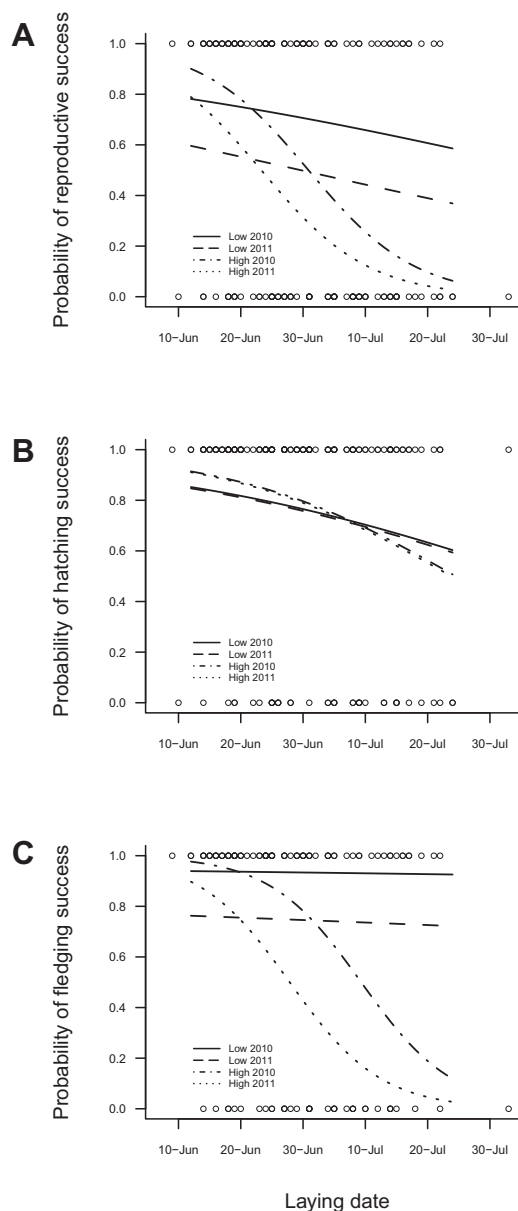 A
Probability of reproductive success
1.0
0.8
0.6
0.4
0.2
0.0
Low 2010
Low 2011
High 2010
High 2011
10−Jun 20−Jun 30−Jun 10−Jul 20−Jul 30−Jul
B
Probability of hatching success
1.0
0.8
0.6
0.4
0.2
0.0
Low 2010
Low 2011
High 2010
High 2011
10−Jun 20−Jun 30−Jun 10−Jul 20−Jul 30−Jul
C
Probability of fledging success
1.0
0.8
0.6
0.4
0.2
0.0
Low 2010
Low 2011
High 2010
High 2011
10−Jun 20−Jun 30−Jun 10−Jul 20−Jul 30−Jul
Laying date